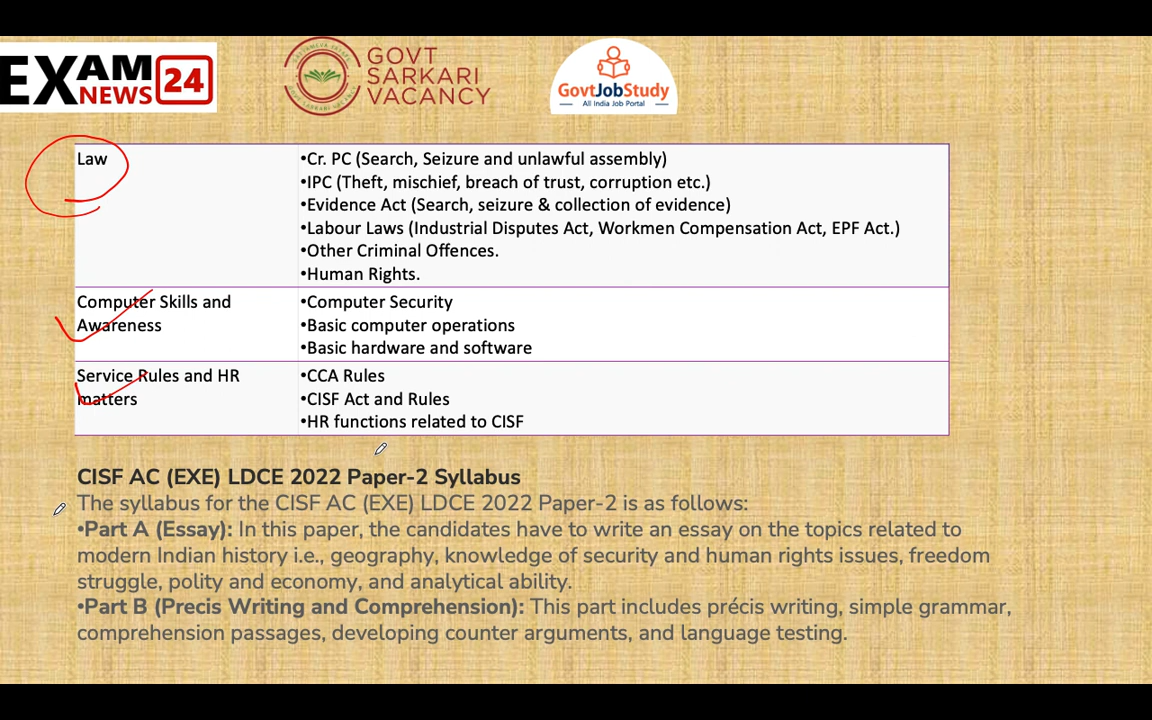 EXAM
NEWS 24
GOVT
SARKARI
VACANCY
GovtJobStudy
All India Job Portal
Law
•Cr. PC (Search, Seizure and unlawful assembly)
•IPC (Theft, mischief, breach of trust, corruption etc.)
•Evidence Act (Search, seizure & collection of evidence)
•Labour Laws (Industrial Disputes Act, Workmen Compensation Act, EPF Act.)
•Other Criminal Offences.
•Human Rights.
Computer Skills and
Awareness
•Computer Security
•Basic computer operations
•Basic hardware and software
Service Rules and HR
matters
•CCA Rules
•CISF Act and Rules
•HR functions related to CISF
CISF AC (EXE) LDCE 2022 Paper-2 Syllabus
The syllabus for the CISF AC (EXE) LDCE 2022 Paper-2 is as follows:
•Part A (Essay): In this paper, the candidates have to write an essay on the topics related to
modern Indian history i.e., geography, knowledge of security and human rights issues, freedom
struggle, polity and economy, and analytical ability.
•Part B (Precis Writing and Comprehension): This part includes précis writing, simple grammar,
comprehension passages, developing counter arguments, and language testing.